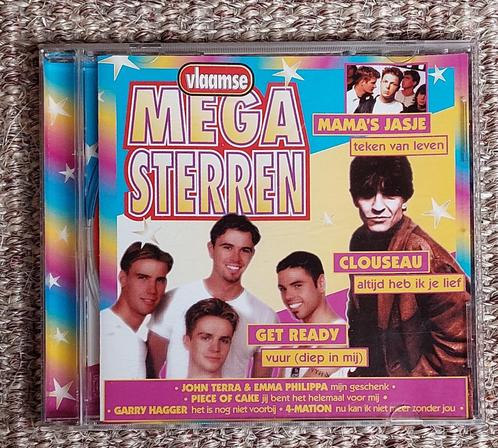 vlaamse
MEGA
STERREN
MAMA'S JASJE
teken van leven
CLOUSEAU
altijd heb ik je lief
GET READY
vuur (diep in mij)
• JOHN TERRA & EMMA PHILIPPA mijn geschenk •
• PIECE OF CAKE jij bent het helemaal voor mij •
GARRY HAGGER het is nog niet voorbij • 4-MATION nu kan ik niet meer zonder jou •